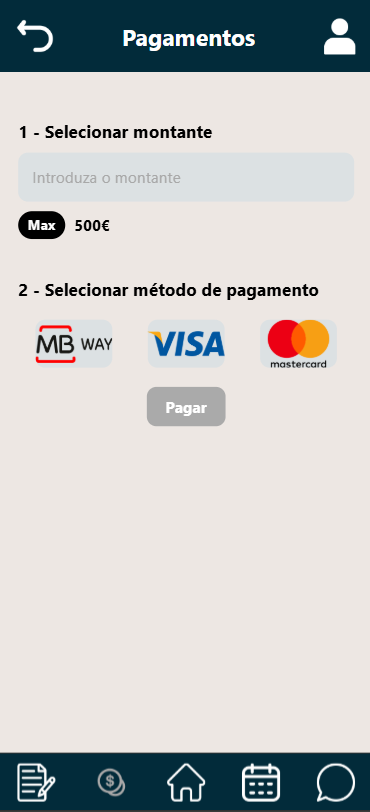 Pagamentos
1 - Selecionar montante
Introduza o montante
Max 500€
2 - Selecionar método de pagamento
MB WAY VISA mastercard
Pagar
$